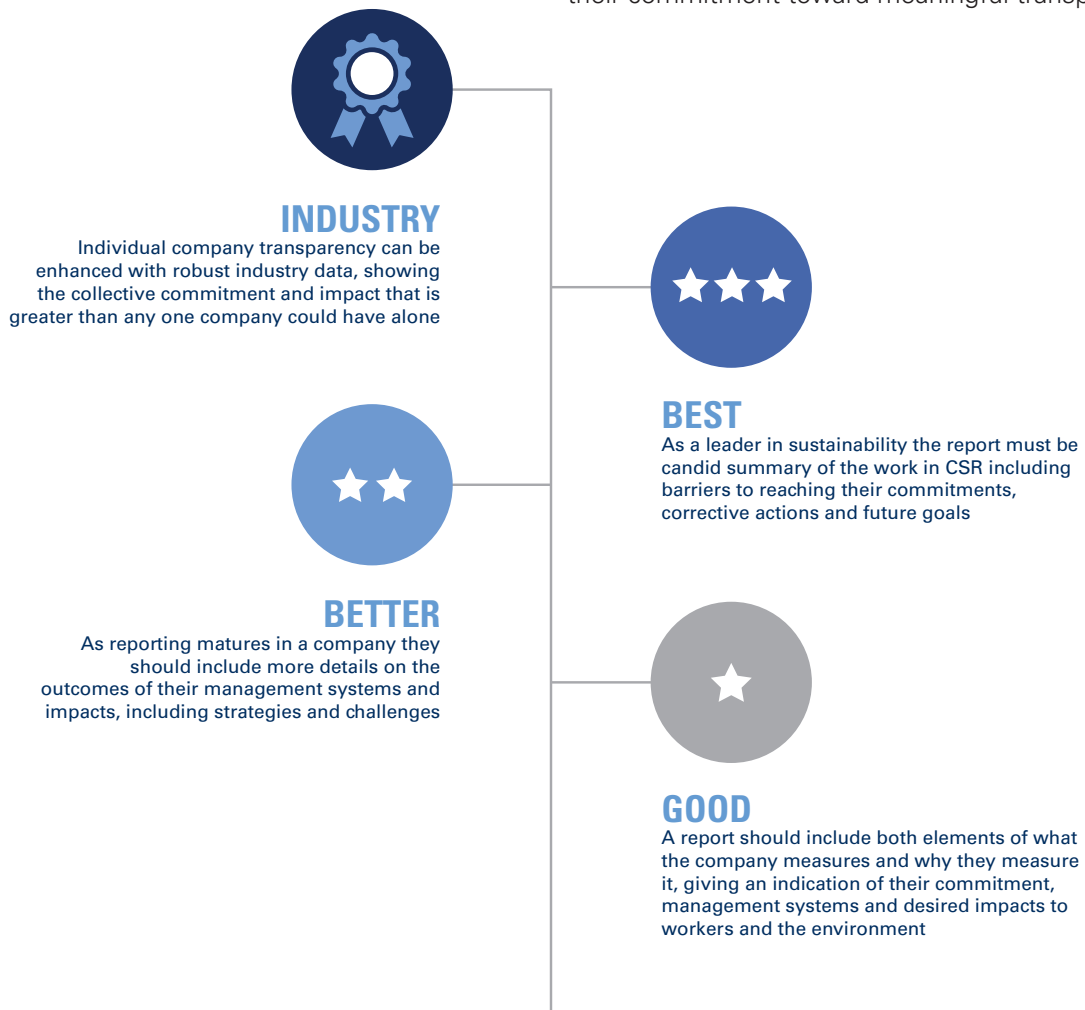 their commitment toward meaningful transp
INDUSTRY
Individual company transparency can be
enhanced with robust industry data, showing
the collective commitment and impact that is
greater than any one company could have alone
BEST
As a leader in sustainability the report must be
candid summary of the work in CSR including
barriers to reaching their commitments,
corrective actions and future goals
BETTER
As reporting matures in a company they
should include more details on the
outcomes of their management systems and
impacts, including strategies and challenges
GOOD
A report should include both elements of what
the company measures and why they measure
it, giving an indication of their commitment,
management systems and desired impacts to
workers and the environment